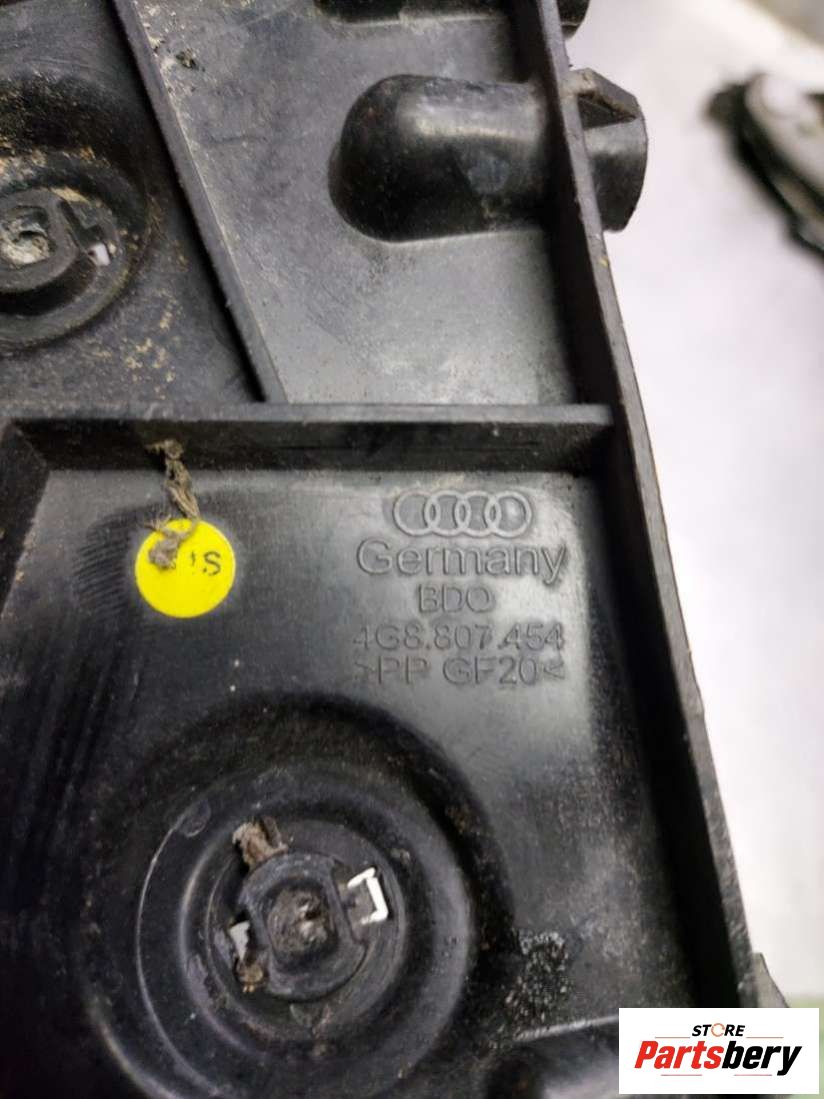 Germany
BDO
4G8.807.454
>PP GF20<
STORE
Partsbery